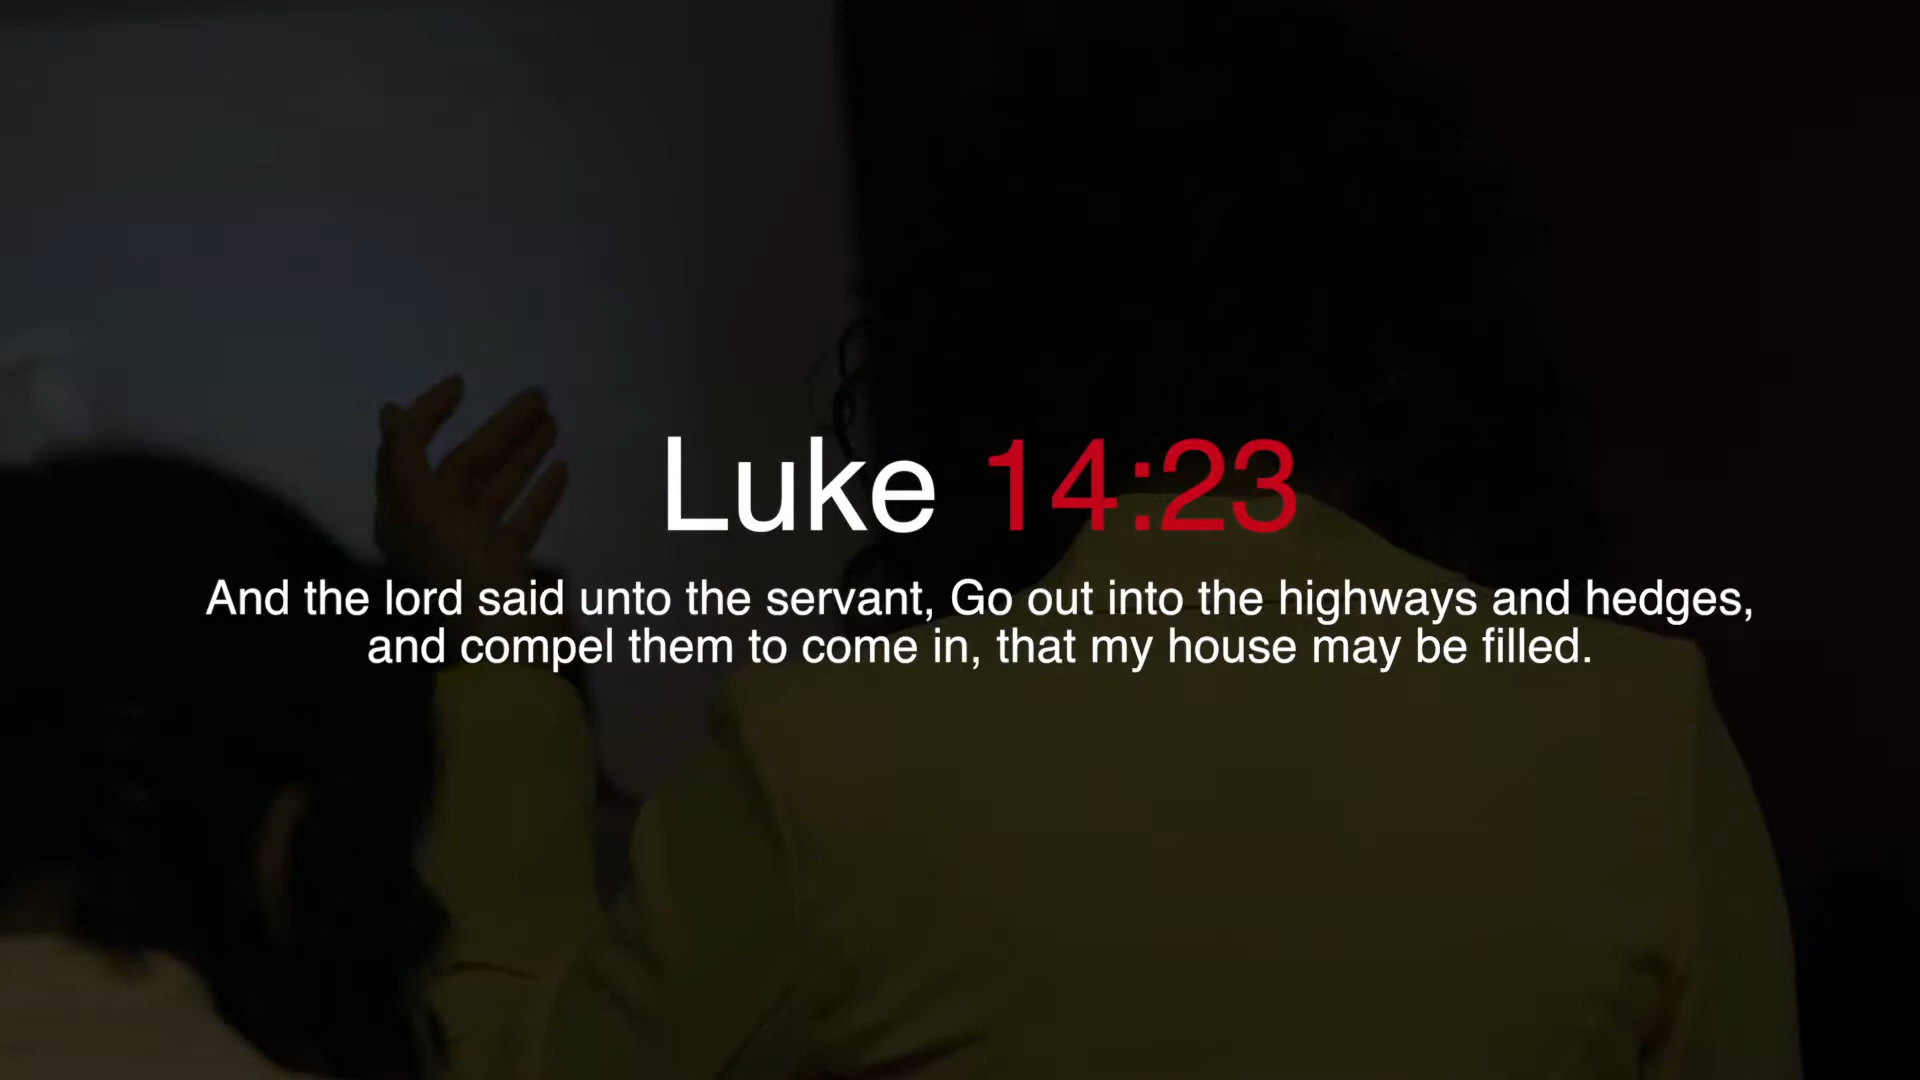 Luke 14:23
And the lord said unto the servant, Go out into the highways and hedges,
and compel them to come in, that my house may be filled.